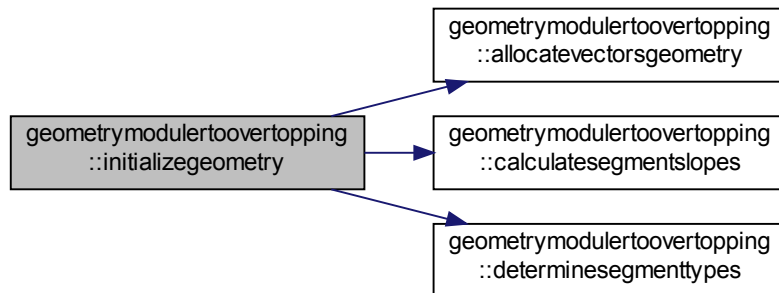 geometrymodulertoovertopping
::allocatevectorsgeometry
geometrymodulertoovertopping
::initializegeometry
geometrymodulertoovertopping
::calculatesegmentslopes
geometrymodulertoovertopping
::determinesegmenttypes